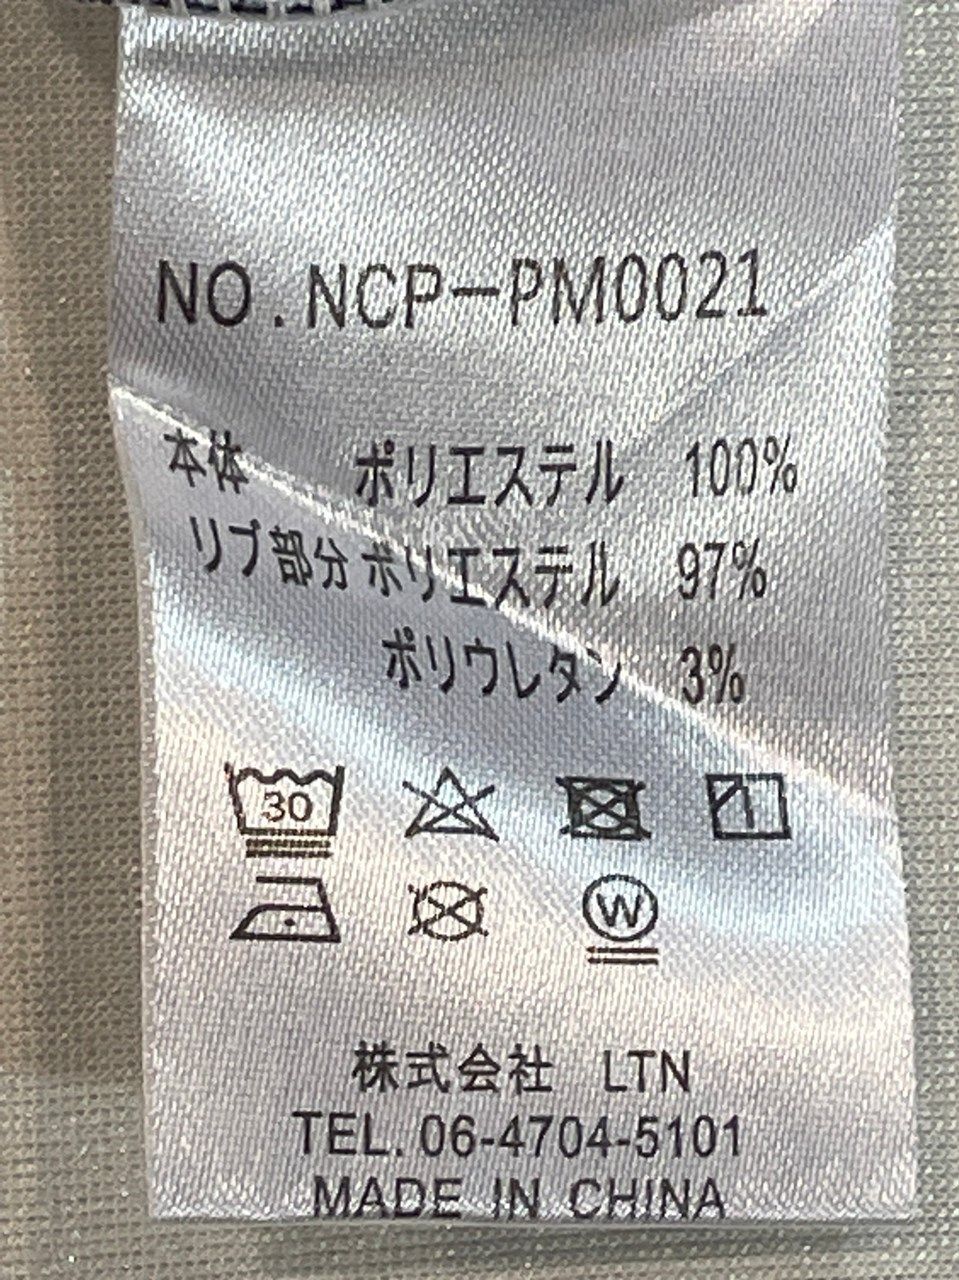 NO.NCP-PM0021
本体 ポリエステル 100%
リブ部分 ポリエステル 97%
ポリウレタン 3%
30
W
株式会社 LTN
TEL.06-4704-5101
MADE IN CHINA